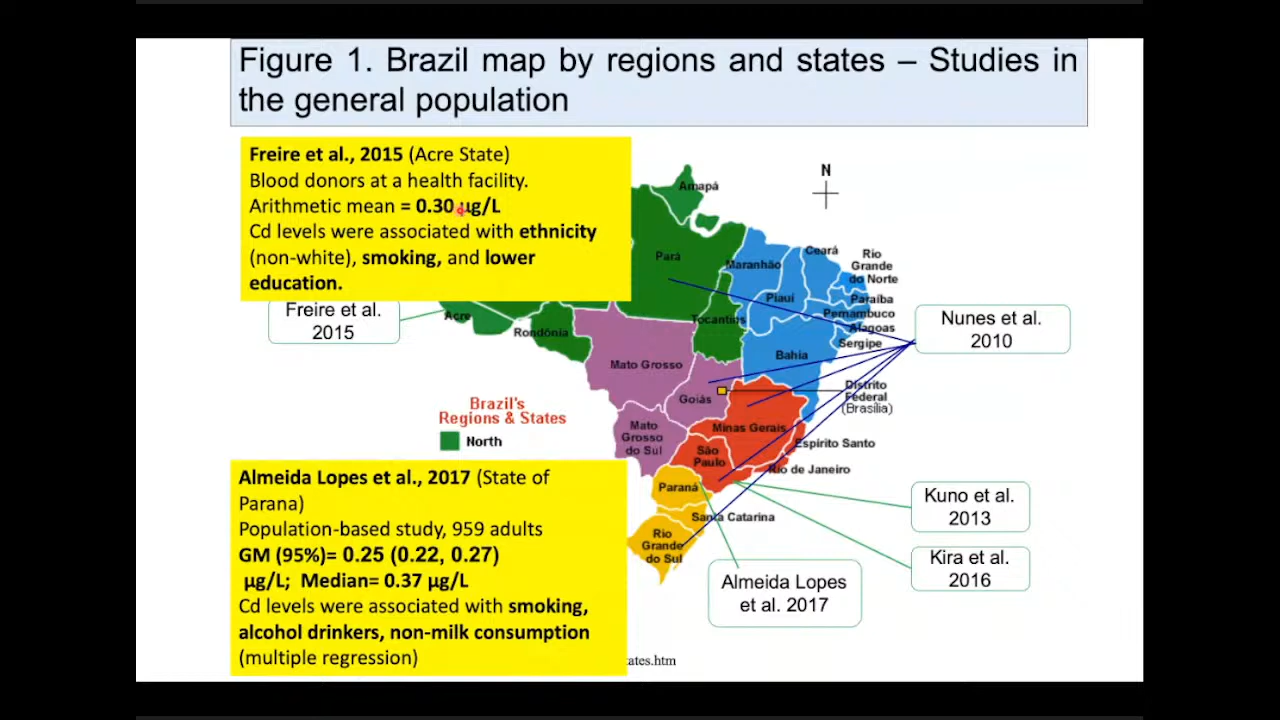 Figure 1. Brazil map by regions and states – Studies in
the general population
Freire et al., 2015 (Acre State)
Blood donors at a health facility.
Arithmetic mean = 0.30 µg/L
Cd levels were associated with ethnicity
(non-white), smoking, and lower
education.
Freire et al.
2015
N
Amapá
Pará
Maranhão
Ceará
Rio
Grande
do Norte
Piauí
Paraíba
Pernambuco
Alagoas
Sergipe
Acre
Rondônia
Tocantins
Bahia
Mato Grosso
Goiás
Distrito
Federal
(Brasília)
Nunes et al.
2010
Brazil's
Regions & States
North
Mato
Grosso
do Sul
Minas Gerais
Espírito Santo
São
Paulo
Rio de Janeiro
Paraná
Santa Catarina
Rio
Grande
do Sul
Kuno et al.
2013
Kira et al.
2016
Almeida Lopes
et al. 2017
Almeida Lopes et al., 2017 (State of
Parana)
Population-based study, 959 adults
GM (95%)= 0.25 (0.22, 0.27)
µg/L; Median= 0.37 µg/L
Cd levels were associated with smoking,
alcohol drinkers, non-milk consumption
(multiple regression)
ates.htm